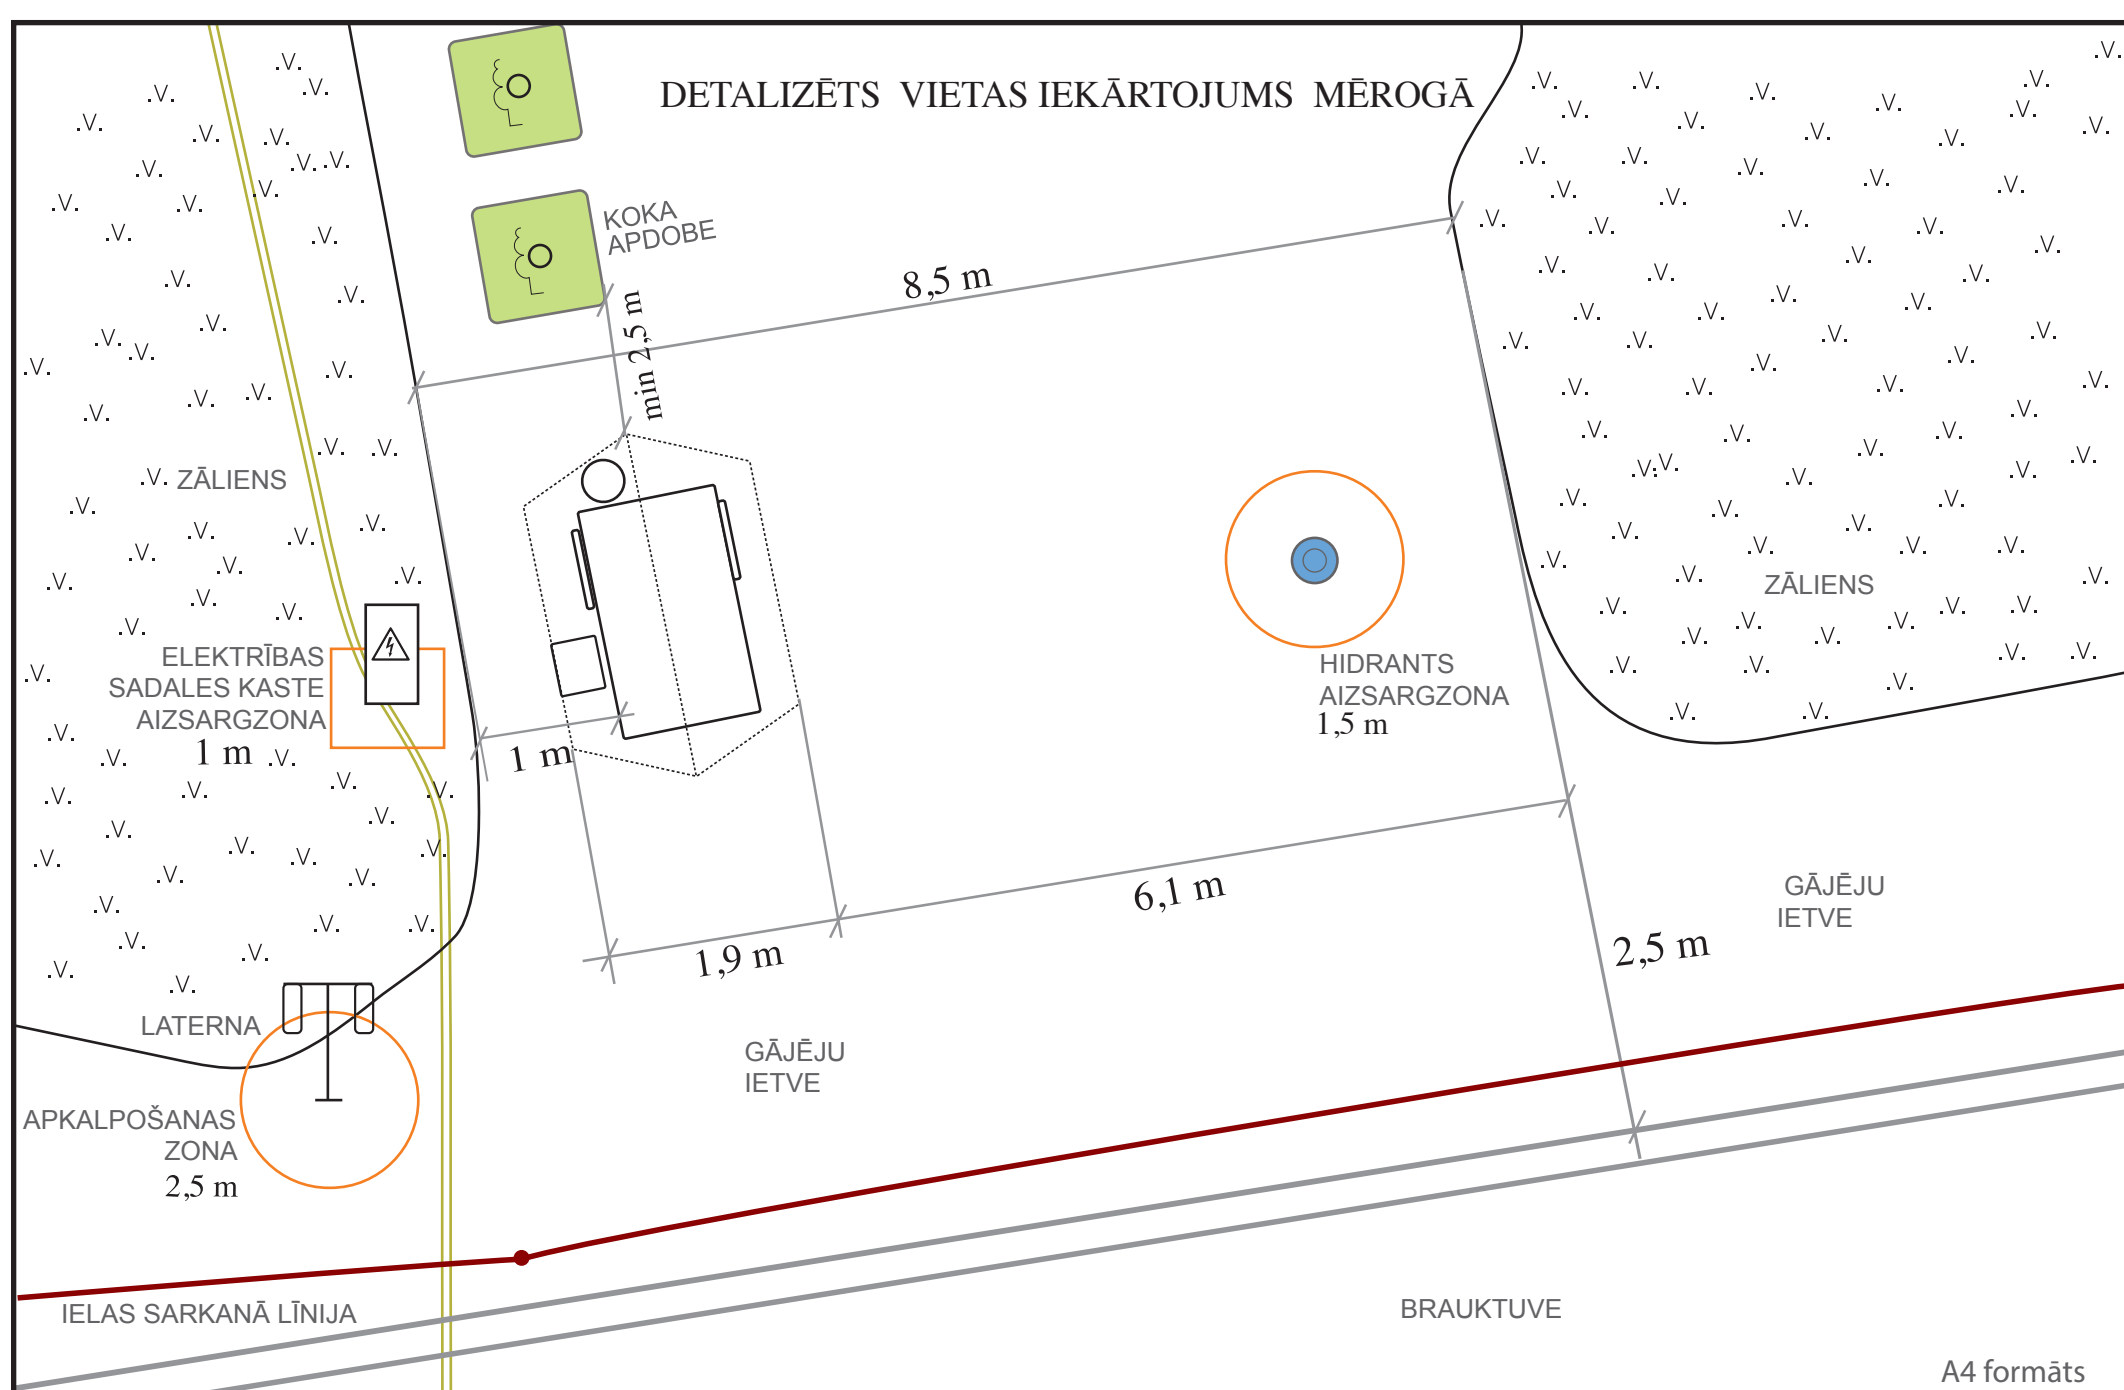 DETALIZĒTS VIETAS IEKĀRTOJUMS MĒROGĀ
KOKA
APDOBE
8,5 m
min 2,5 m
ZĀLIENS
ZĀLIENS
ELEKTRĪBAS
SADALES KASTE
AIZSARGZONA
1 m
1 m
HIDRANTS
AIZSARGZONA
1,5 m
6,1 m
1,9 m
GĀJĒJU
IETVE
2,5 m
LATERNA
GĀJĒJU
IETVE
APKALPOŠANAS
ZONA
2,5 m
IELAS SARKANĀ LĪNIJA
BRAUKTUVE
A4 formāts